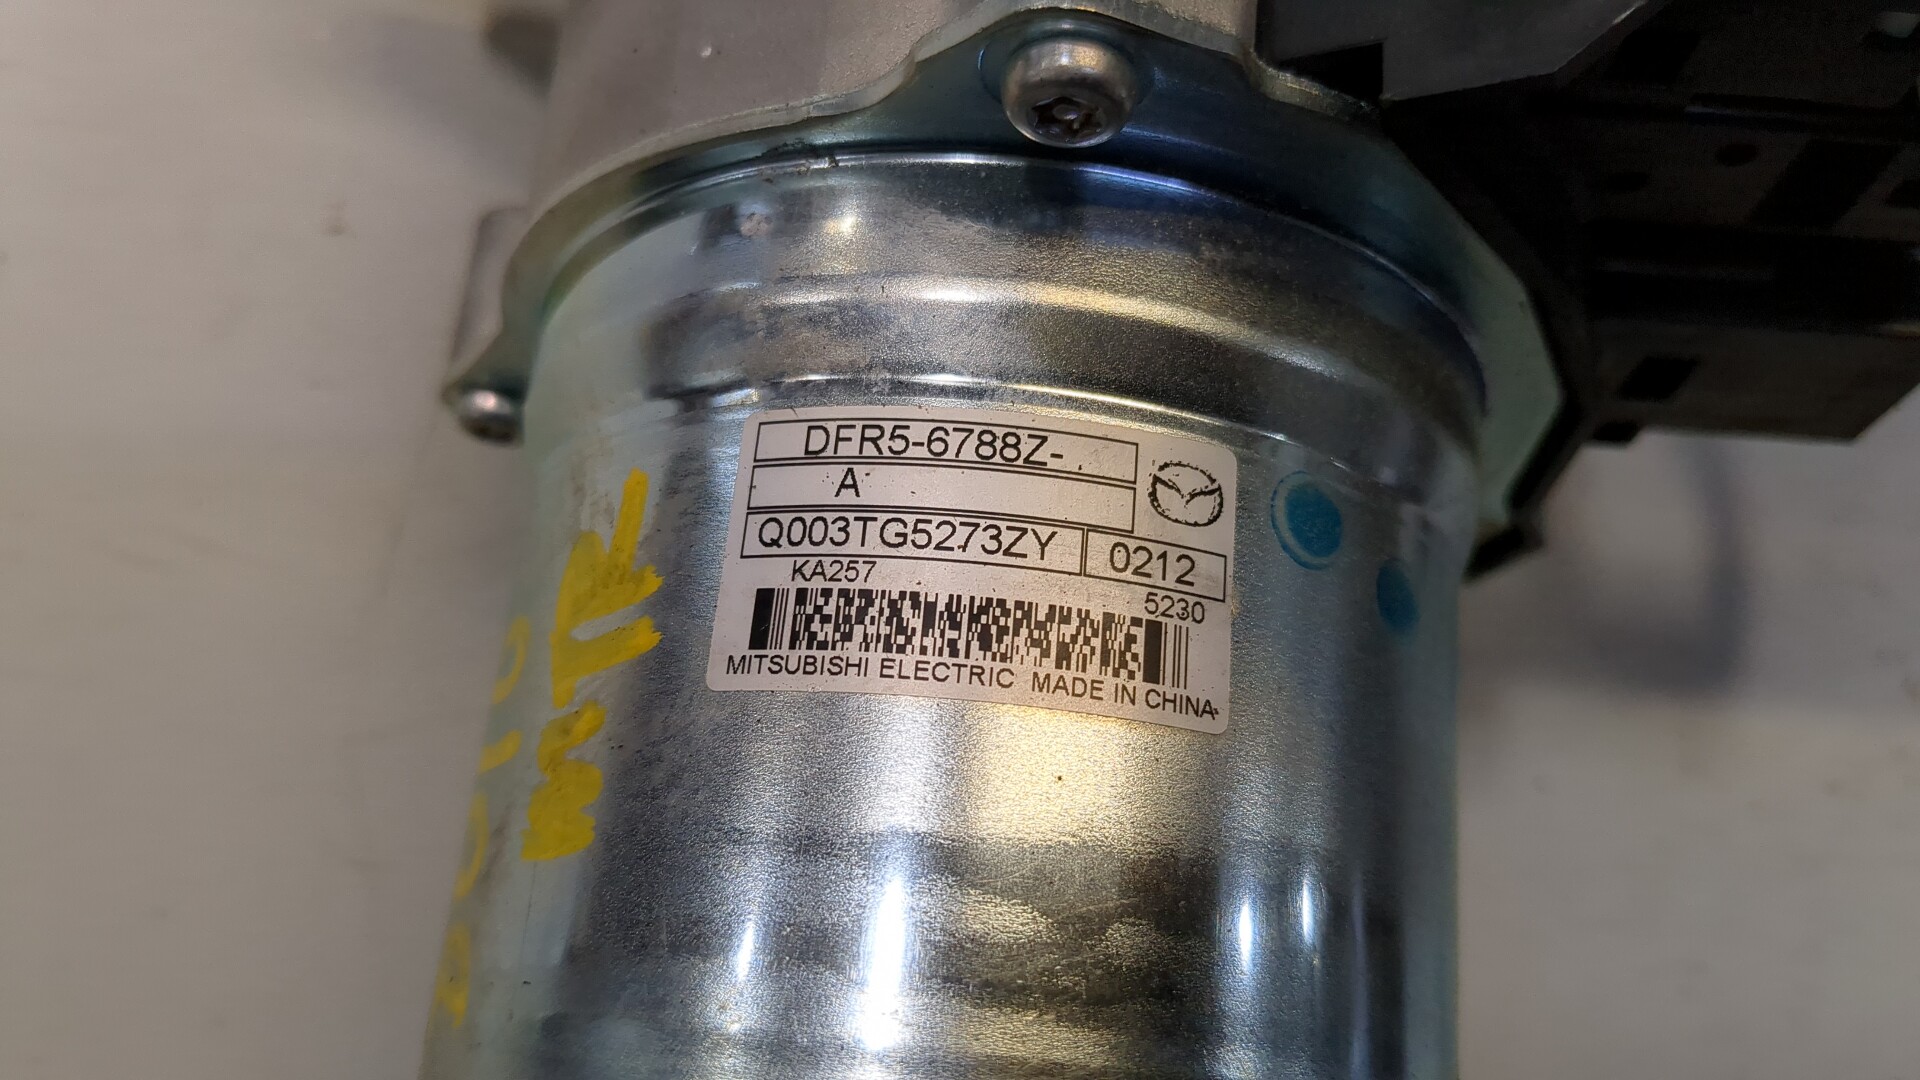 DFR5-6788Z-
A
Q003TG5273ZY 0212
KA257
5230
MITSUBISHI ELECTRIC MADE IN CHINA